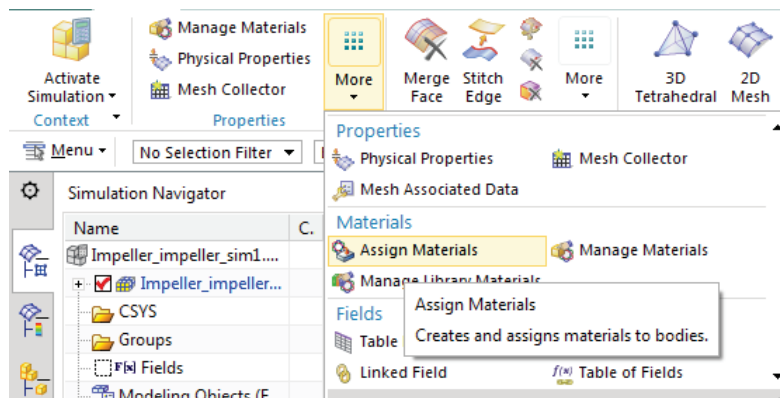 Activate
Simulation
Context
Manage Materials
Physical Properties
Mesh Collector
Properties
More
Merge
Face
Stitch
Edge
More
3D
Tetrahedral
2D
Mesh
Menu
No Selection Filter
Simulation Navigator
Name
C.
Impeller_impeller_sim1....
Impeller_impeller...
CSYS
Groups
Fields
Properties
Physical Properties
Mesh Collector
Mesh Associated Data
Materials
Assign Materials
Manage Materials
Manage Library Materials
Fields
Table
Assign Materials
Creates and assigns materials to bodies.
Linked Field
f(x) Table of Fields